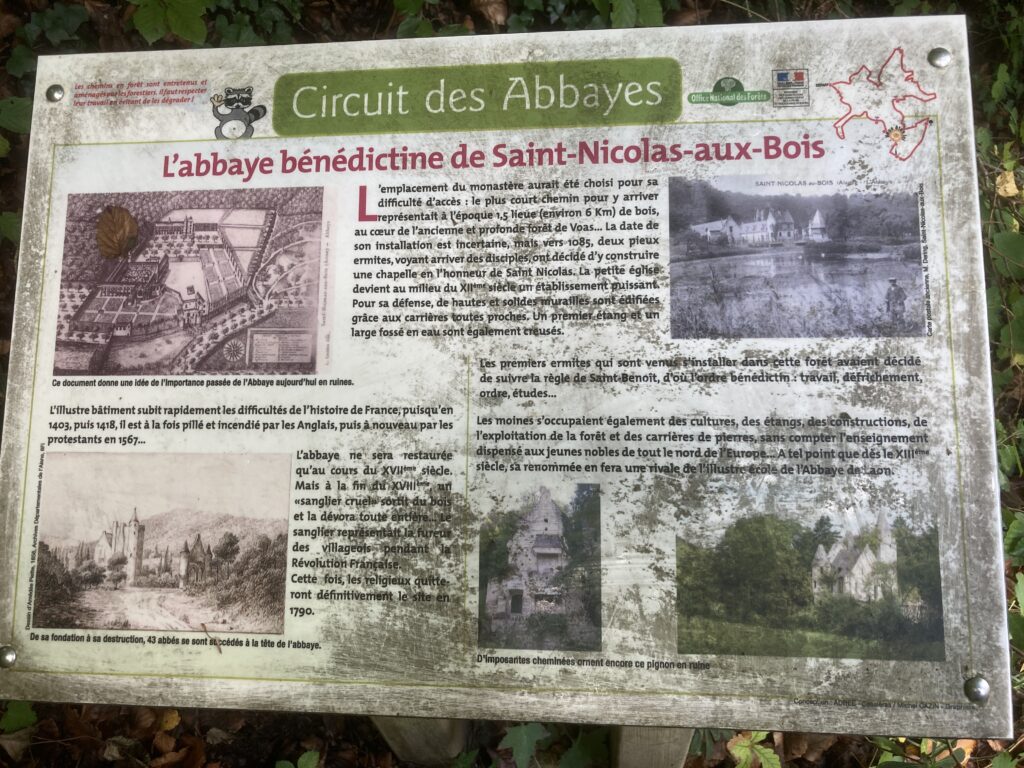 Les chemins en forêt sont entretenus et
aménagés par les forestiers. Il faut respecter
leur travail en évitant de les dégrader !
Circuit des Abbayes
Office National des Forêts
L'abbaye bénédictine de Saint-Nicolas-aux-Bois
L'emplacement du monastère aurait été choisi pour sa
difficulté d'accès : le plus court chemin pour y arriver
représentait à l'époque 1,5 lieue (environ 6 Km) de bois,
au cœur de l'ancienne et profonde forêt de Voas... La date de
son installation est incertaine, mais vers 1085, deux pieux
ermites, voyant arriver des disciples, ont décidé d'y construire
une chapelle en l'honneur de Saint Nicolas. La petite église
devient au milieu du XIIème siècle un établissement puissant.
Pour sa défense, de hautes et solides murailles sont édifiées
grâce aux carrières toutes proches. Un premier étang et un
large fossé en eau sont également creusés.
SAINT-NICOLAS-au-BOIS (Aisne)
Ce document donne une idée de l'importance passée de l'Abbaye aujourd'hui en ruines.
Les premiers ermites qui sont venus s'installer dans cette forêt avaient décidé
de suivre la règle de Saint-Benoît, d'où l'ordre bénédictin : travail, défrichement,
ordre, études...
L'illustre bâtiment subit rapidement les difficultés de l'histoire de France, puisqu'en
1403, puis 1418, il est à la fois pillé et incendié par les Anglais, puis à nouveau par les
protestants en 1567...
Les moines s'occupaient également des cultures, des étangs, des constructions, de
l'exploitation de la forêt et des carrières de pierres, sans compter l'enseignement
dispensé aux jeunes nobles de tout le nord de l'Europe... A tel point que dès le XIIIème
siècle, sa renommée en fera une rivale de l'illustre école de l'Abbaye de Laon.
L'abbaye ne sera restaurée
qu'au cours du XVIIème siècle.
Mais à la fin du XVIIIème, un
«sanglier cruel» sortit du bois
et la dévora toute entière... Le
sanglier représentait la fureur
des villageois pendant la
Révolution Française.
Cette fois, les religieux quitte-
ront définitivement le site en
1790.
De sa fondation à sa destruction, 43 abbés se sont succédés à la tête de l'abbaye.
D'imposantes cheminées ornent encore ce pignon en ruine